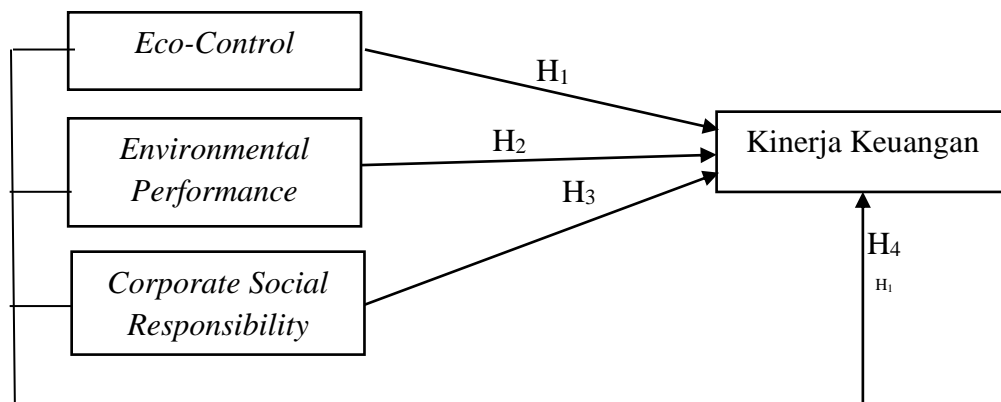 Eco-Control
H1
Environmental
Performance
H2
Kinerja Keuangan
H3
Corporate Social
Responsibility
H4
H1